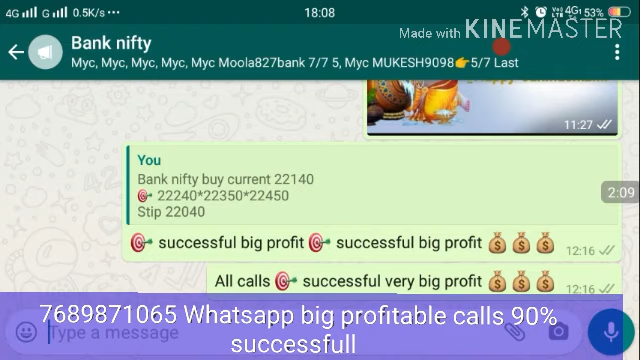 4G G 0.5K/s ··· 18:08 Vo) LTE 4G 53%
Made with KINEMASTER
Bank nifty
Myc, Myc, Myc, Myc, Myc Moola827bank 7/7 5, Myc MUKESH9098👉5/7 Last
11:27
You
Bank nifty buy current 22140
🎯 22240*22350*22450
Stip 22040
2:09
🎯 successful big profit 🎯 successful big profit 💰 💰 💰 12:16
All calls 🎯 successful very big profit 💰 💰 💰 12:16
7689871065 Whatsapp big profitable calls 90%
successfull
Type a message